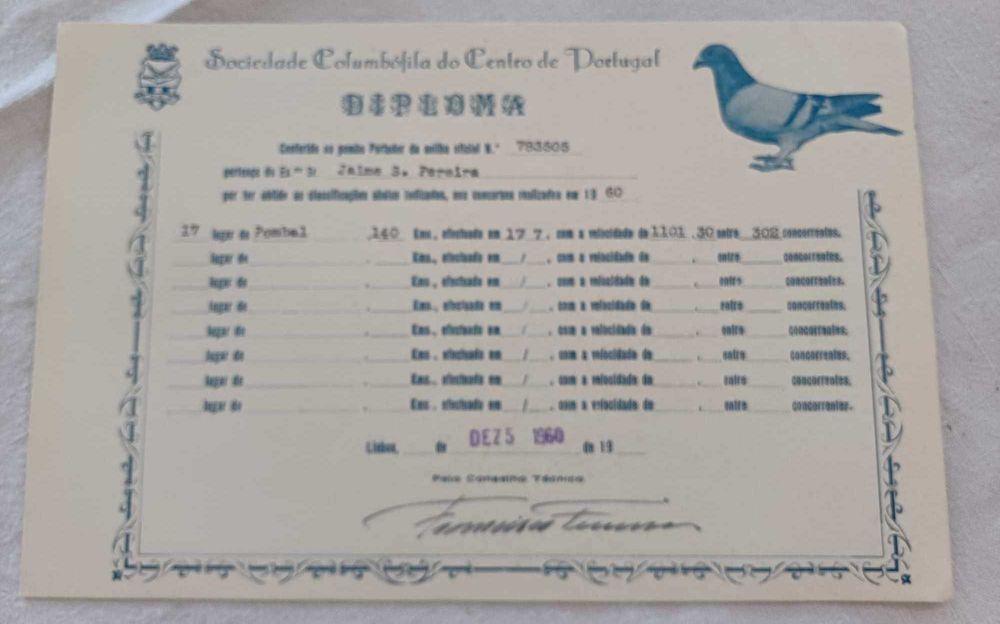 Sociedade Columbófila do Centro de Portugal
DIPLOMA
Conferido ao pombo Portador da anilha oficial N.º 793505
pertença do Ex.mo Sr. Jaime S. Pereira
por ter obtido as classificações abaixo indicadas, nos concursos realizados em 19 60
17 lugar de Pombal , 140 Kms., efectuado em 17 7 , com a velocidade de 1101 , 30 entre 302 concorrentes.
lugar de , Kms., efectuado em / , com a velocidade de , entre concorrentes.
lugar de , Kms., efectuado em / , com a velocidade de , entre concorrentes.
lugar de , Kms., efectuado em / , com a velocidade de , entre concorrentes.
lugar de , Kms., efectuado em / , com a velocidade de , entre concorrentes.
lugar de , Kms., efectuado em / , com a velocidade de , entre concorrentes.
lugar de , Kms., efectuado em / , com a velocidade de , entre concorrentes.
lugar de , Kms., efectuado em / , com a velocidade de , entre concorrentes.
Lisboa, de DEZ 5 1960 de 19
Pelo Conselho Técnico